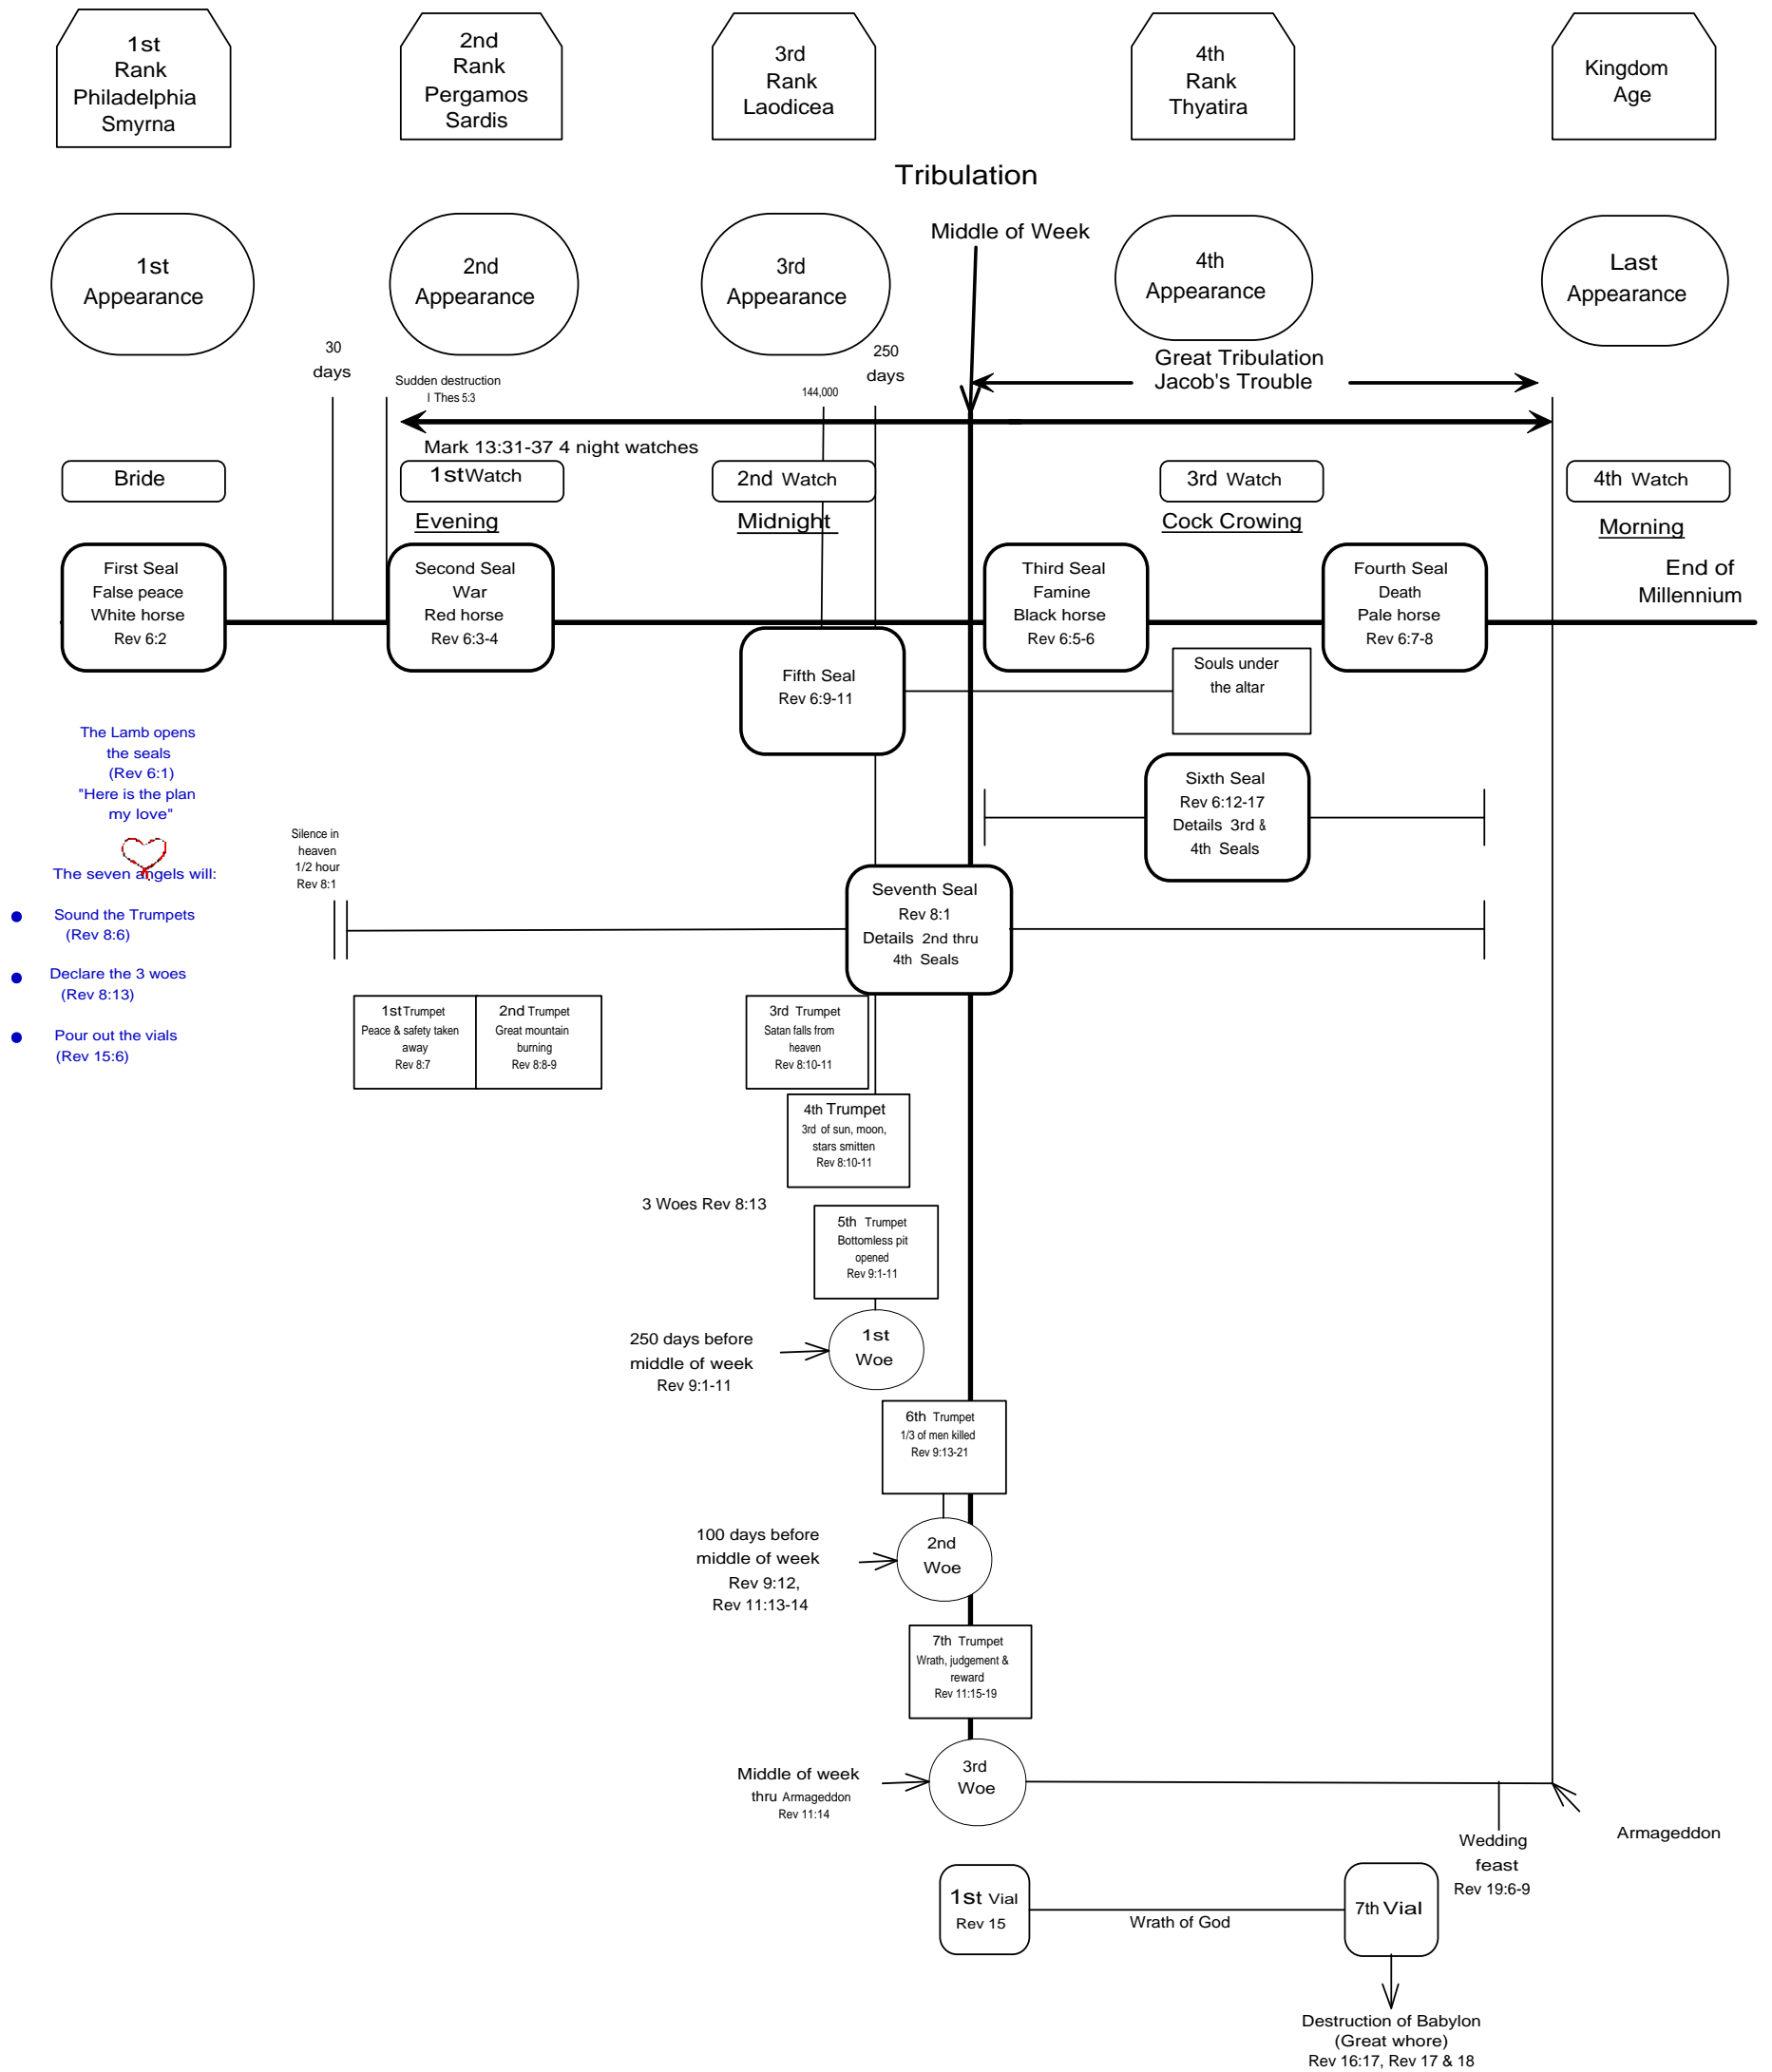 1st
Rank
Philadelphia
Smyrna
2nd
Rank
Pergamos
Sardis
3rd
Rank
Laodicea
4th
Rank
Thyatira
Kingdom
Age
Tribulation
1st
Appearance
2nd
Appearance
3rd
Appearance
Middle of Week
4th
Appearance
Last
Appearance
30
days
Sudden destruction
I Thes 5:3
144,000
250
days
Great Tribulation
Jacob's Trouble
Mark 13:31-37 4 night watches
Bride
1st Watch
2nd Watch
3rd Watch
4th Watch
Evening
Midnight
Cock Crowing
Morning
First Seal
False peace
White horse
Rev 6:2
Second Seal
War
Red horse
Rev 6:3-4
Third Seal
Famine
Black horse
Rev 6:5-6
Fourth Seal
Death
Pale horse
Rev 6:7-8
End of
Millennium
Fifth Seal
Rev 6:9-11
Souls under
the altar
The Lamb opens
the seals
(Rev 6:1)
"Here is the plan
my love"
The seven angels will:
Sound the Trumpets
(Rev 8:6)
Declare the 3 woes
(Rev 8:13)
Pour out the vials
(Rev 15:6)
Sixth Seal
Rev 6:12-17
Details 3rd &
4th Seals
Silence in
heaven
1/2 hour
Rev 8:1
Seventh Seal
Rev 8:1
Details 2nd thru
4th Seals
1st Trumpet
Peace & safety taken
away
Rev 8:7
2nd Trumpet
Great mountain
burning
Rev 8:8-9
3rd Trumpet
Satan falls from
heaven
Rev 8:10-11
4th Trumpet
3rd of sun, moon,
stars smitten
Rev 8:10-11
3 Woes Rev 8:13
5th Trumpet
Bottomless pit
opened
Rev 9:1-11
250 days before
middle of week
Rev 9:1-11
1st
Woe
6th Trumpet
1/3 of men killed
Rev 9:13-21
100 days before
middle of week
Rev 9:12,
Rev 11:13-14
2nd
Woe
7th Trumpet
Wrath, judgement &
reward
Rev 11:15-19
Middle of week
thru Armageddon
Rev 11:14
3rd
Woe
Wedding
feast
Rev 19:6-9
Armageddon
1st Vial
Rev 15
Wrath of God
7th Vial
Destruction of Babylon
(Great whore)
Rev 16:17, Rev 17 & 18